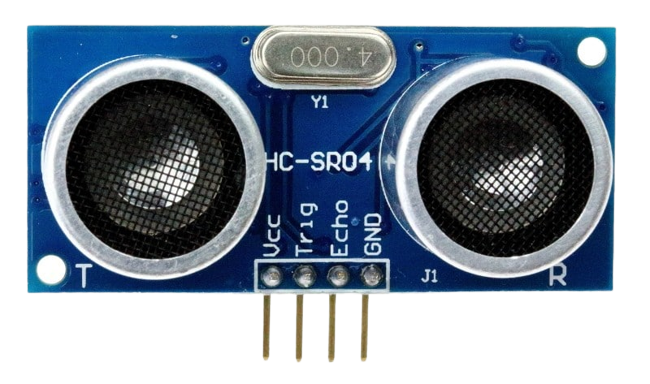 4.000
Y1
HC-SR04
Vcc
Trig
Echo
GND
T
J1
R